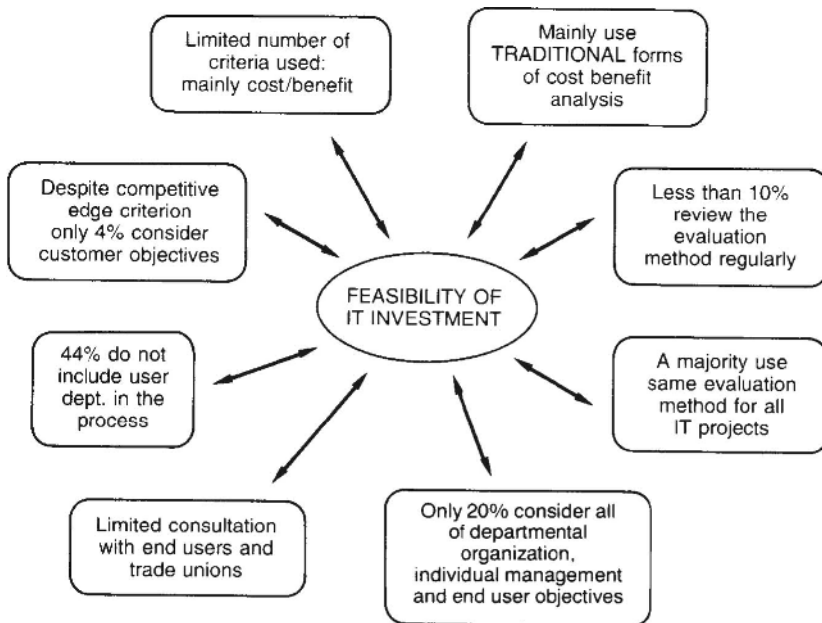 Limited number of
criteria used:
mainly cost/benefit
Mainly use
TRADITIONAL forms
of cost benefit
analysis
Despite competitive
edge criterion
only 4% consider
customer objectives
Less than 10%
review the
evaluation
method regularly
FEASIBILITY OF
IT INVESTMENT
44% do not
include user
dept. in the
process
A majority use
same evaluation
method for all
IT projects
Limited consultation
with end users and
trade unions
Only 20% consider all
of departmental
organization,
individual management
and end user objectives